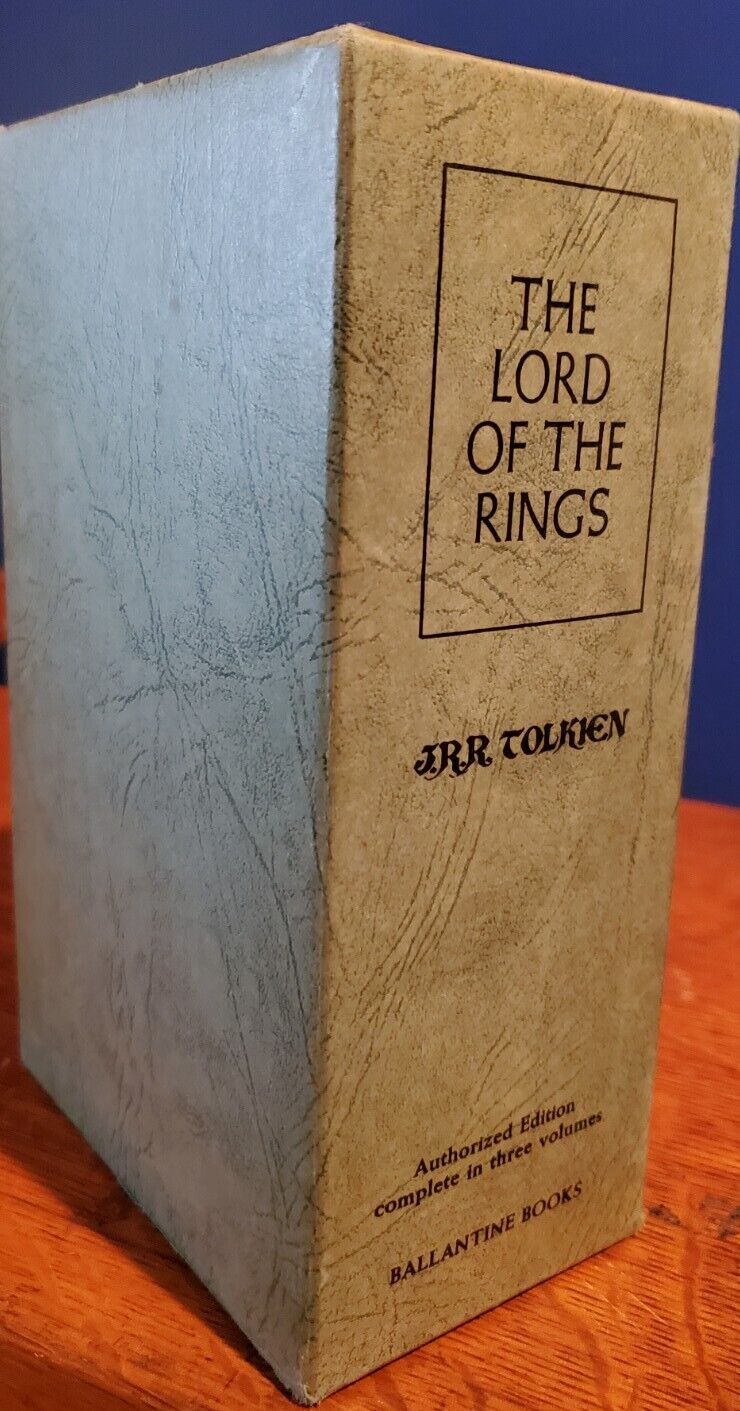 THE
LORD
OF THE
RINGS
J.R.R. TOLKIEN
Authorized Edition
complete in three volumes
BALLANTINE BOOKS